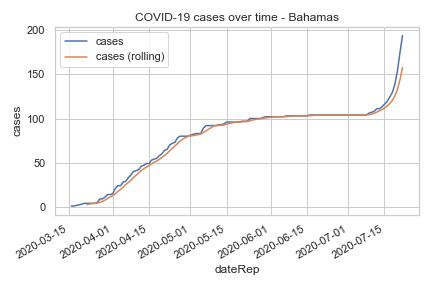 COVID-19 cases over time - Bahamas
cases
cases (rolling)
200
150
100
50
0
cases
2020-03-15
2020-04-01
2020-04-15
2020-05-01
2020-05-15
2020-06-01
2020-06-15
2020-07-01
2020-07-15
dateRep